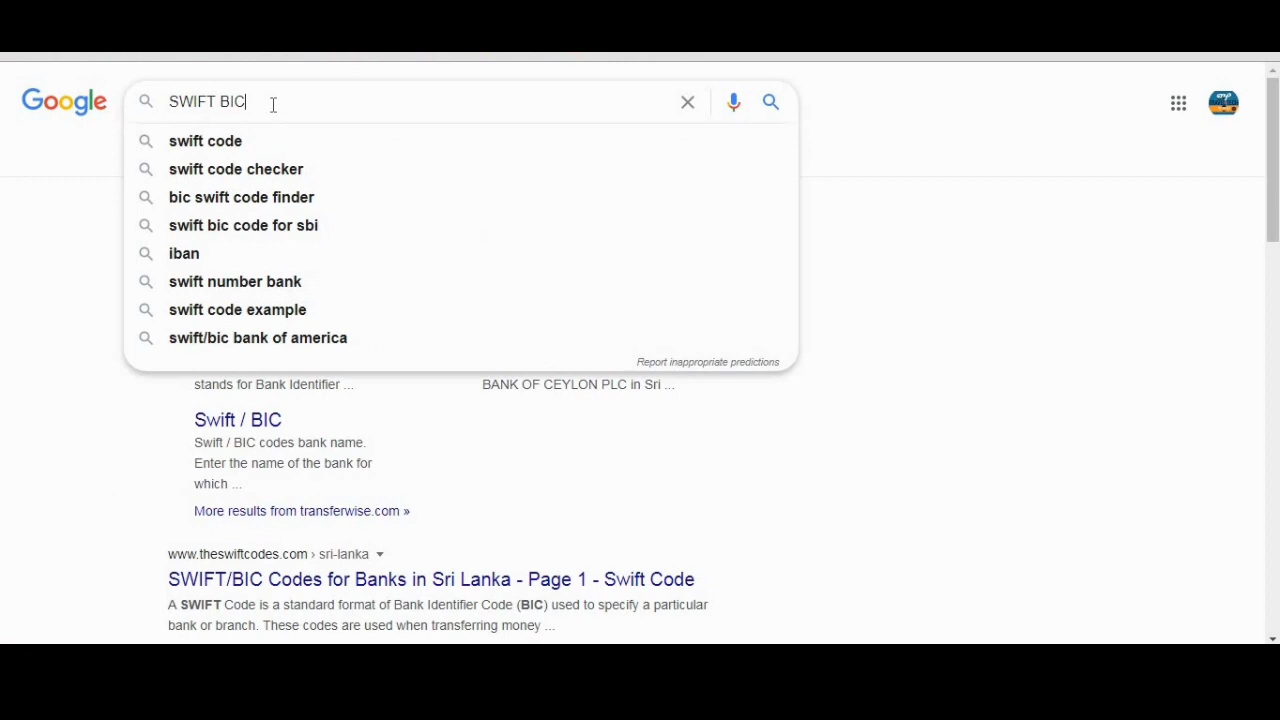 Google
SWIFT BIC
swift code
swift code checker
bic swift code finder
swift bic code for sbi
iban
swift number bank
swift code example
swift/bic bank of america
Report inappropriate predictions
stands for Bank Identifier ...
BANK OF CEYLON PLC in Sri ...
Swift / BIC
Swift / BIC codes bank name.
Enter the name of the bank for
which ...
More results from transferwise.com »
www.theswiftcodes.com › sri-lanka
SWIFT/BIC Codes for Banks in Sri Lanka - Page 1 - Swift Code
A SWIFT Code is a standard format of Bank Identifier Code (BIC) used to specify a particular
bank or branch. These codes are used when transferring money ...